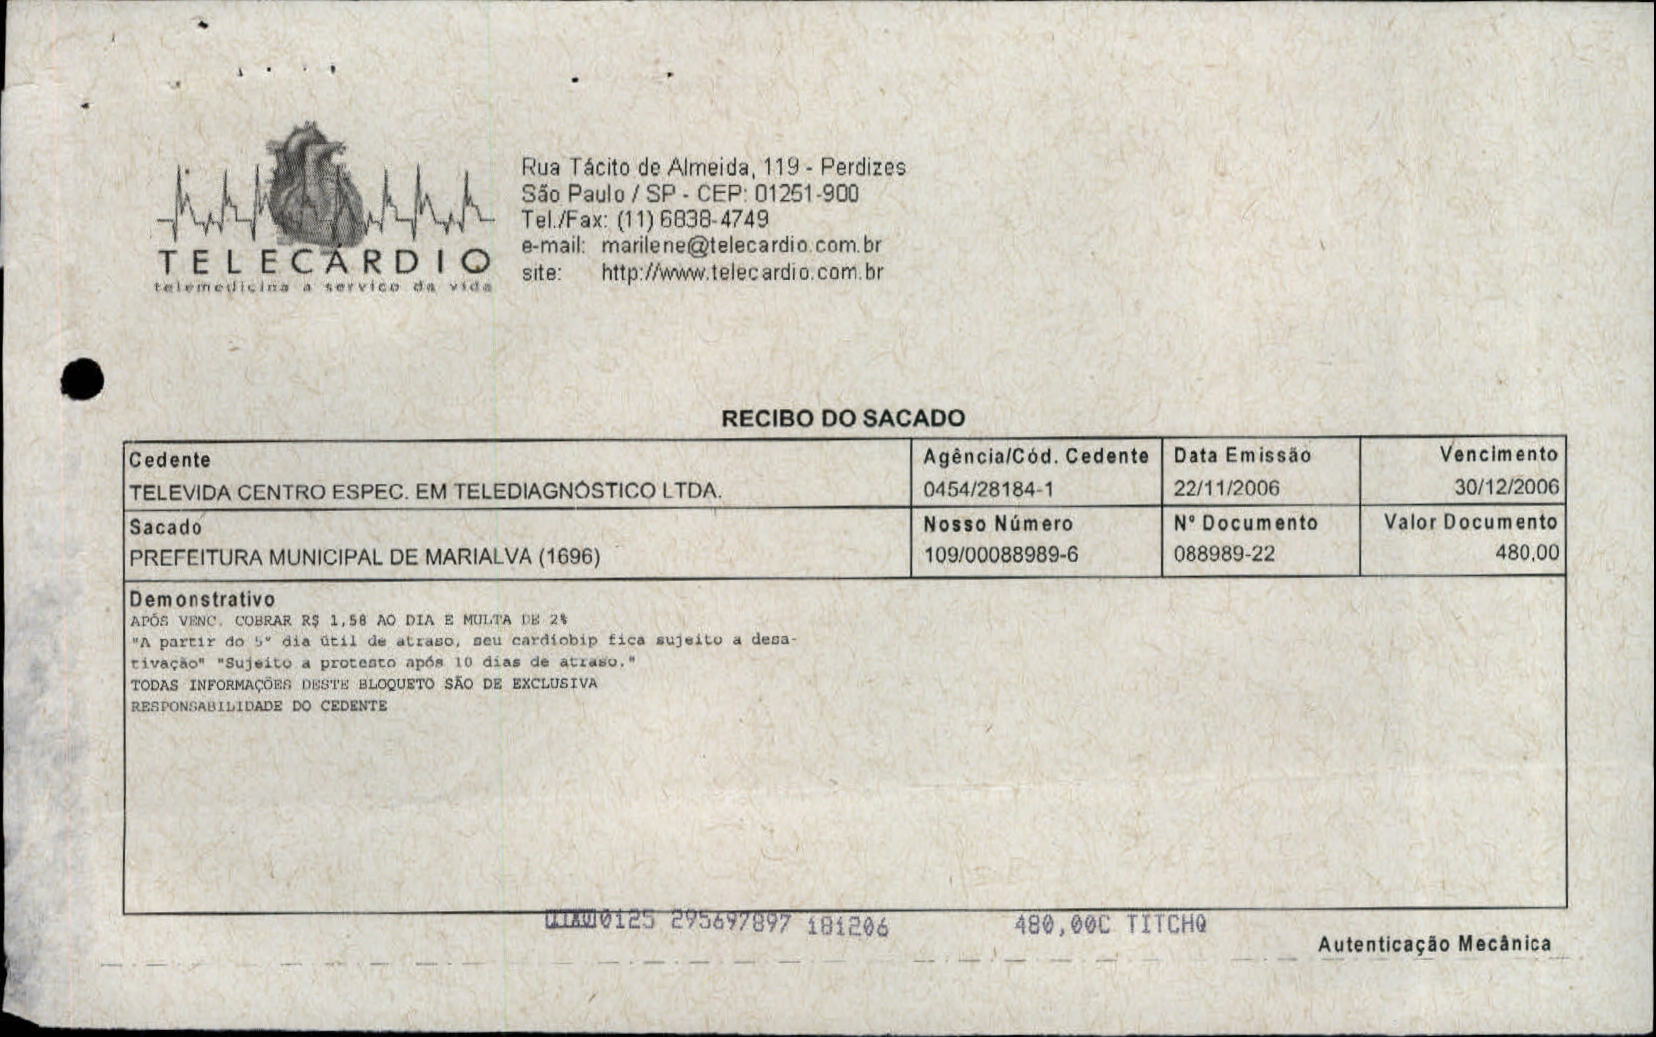 TELECÁRDIO
telemedicina a serviço da vida
Rua Tácito de Almeida, 119 - Perdizes
São Paulo / SP - CEP: 01251-900
Tel./Fax: (11) 6838-4749
e-mail: marilene@telecardio.com.br
site: http://www.telecardio.com.br
RECIBO DO SACADO
Cedente Agência/Cód. Cedente Data Emissão Vencimento
TELEVIDA CENTRO ESPEC. EM TELEDIAGNÓSTICO LTDA. 0454/28184-1 22/11/2006 30/12/2006
Sacado Nosso Número Nº Documento Valor Documento
PREFEITURA MUNICIPAL DE MARIALVA (1696) 109/00088989-6 088989-22 480,00
Demonstrativo
APÓS VENC. COBRAR R$ 1,58 AO DIA E MULTA DE 2%
"A partir do 5º dia útil de atraso, seu cardiobip fica sujeito a desa-
tivação" "Sujeito a protesto após 10 dias de atraso."
TODAS INFORMAÇÕES DESTE BLOQUETO SÃO DE EXCLUSIVA
RESPONSABILIDADE DO CEDENTE
0125 295697897 181206 480,00C TITCHQ
Autenticação Mecânica